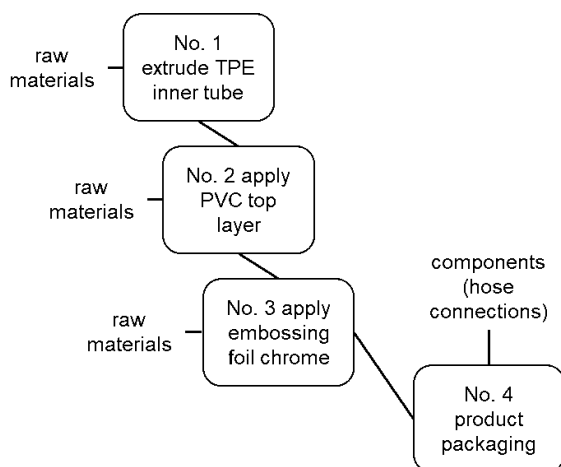 raw
materials
No. 1
extrude TPE
inner tube
raw
materials
No. 2 apply
PVC top
layer
raw
materials
No. 3 apply
embossing
foil chrome
components
(hose
connections)
No. 4
product
packaging